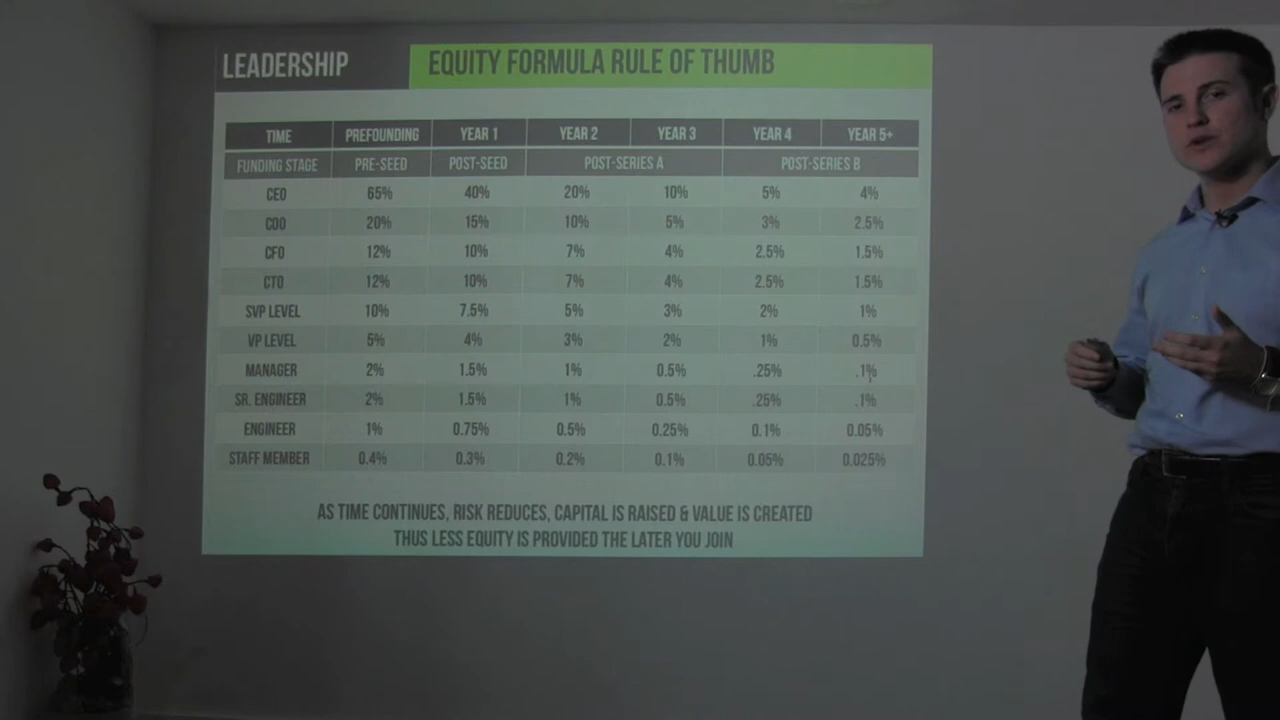 LEADERSHIP EQUITY FORMULA RULE OF THUMB
TIME PREFOUNDING YEAR 1 YEAR 2 YEAR 3 YEAR 4 YEAR 5+
FUNDING STAGE PRE-SEED POST-SEED POST-SERIES A POST-SERIES B
CEO 65% 40% 20% 10% 5% 4%
COO 20% 15% 10% 5% 3% 2.5%
CFO 12% 10% 7% 4% 2.5% 1.5%
CTO 12% 10% 7% 4% 2.5% 1.5%
SVP LEVEL 10% 7.5% 5% 3% 2% 1%
VP LEVEL 5% 4% 3% 2% 1% 0.5%
MANAGER 2% 1.5% 1% 0.5% .25% .1%
SR. ENGINEER 2% 1.5% 1% 0.5% .25% .1%
ENGINEER 1% 0.75% 0.5% 0.25% 0.1% 0.05%
STAFF MEMBER 0.4% 0.3% 0.2% 0.1% 0.05% 0.025%
AS TIME CONTINUES, RISK REDUCES, CAPITAL IS RAISED & VALUE IS CREATED
THUS LESS EQUITY IS PROVIDED THE LATER YOU JOIN